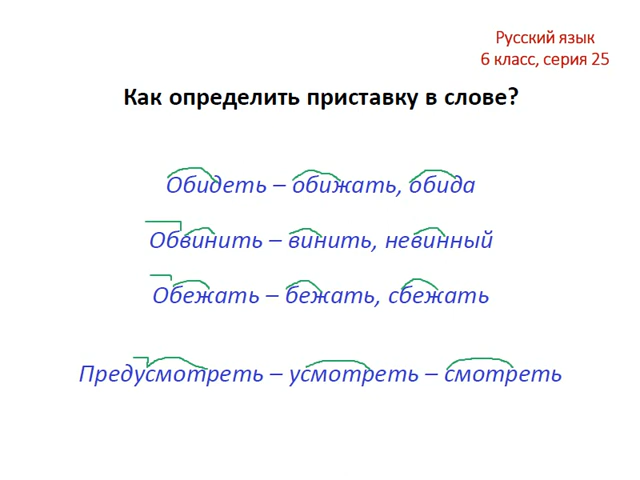 Русский язык
6 класс, серия 25
Как определить приставку в слове?
Обидеть – обижать, обида
Обвинить – винить, невинный
Обежать – бежать, сбежать
Предусмотреть – усмотреть – смотреть